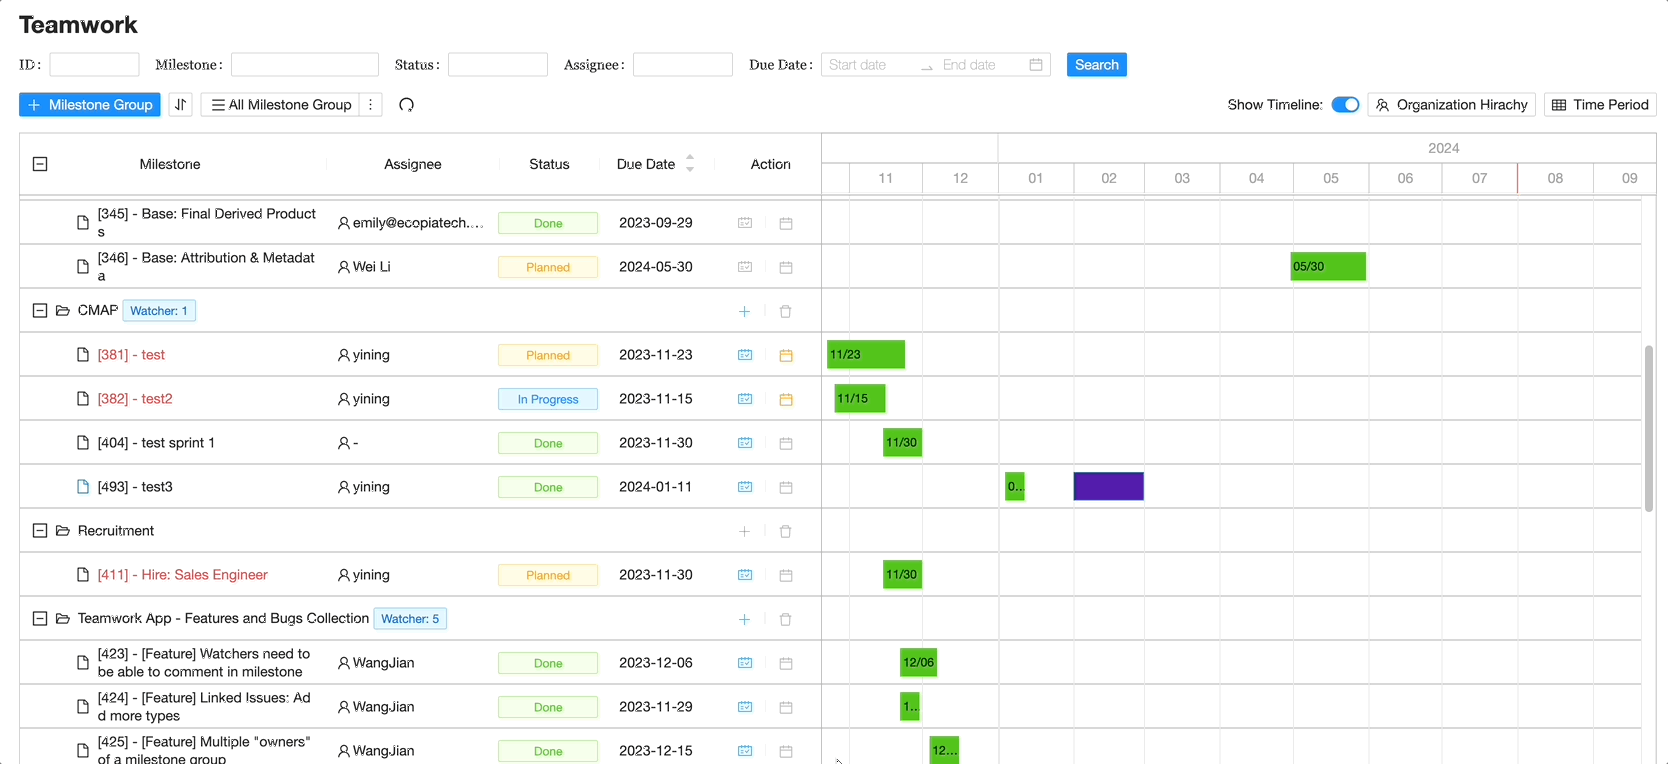 Teamwork
ID: Milestone: Status: Assignee: Due Date: Start date End date Search
Milestone Group All Milestone Group Show Timeline: Organization Hirachy Time Period
Milestone Assignee Status Due Date Action
2024
11 12 01 02 03 04 05 06 07 08 09
[345] - Base: Final Derived Product
s
emily@ecopiatech.... Done 2023-09-29
[346] - Base: Attribution & Metadat
a
Wei Li Planned 2024-05-30 05/30
CMAP Watcher: 1
[381] - test yining Planned 2023-11-23 11/23
[382] - test2 yining In Progress 2023-11-15 11/15
[404] - test sprint 1 - Done 2023-11-30 11/30
[493] - test3 yining Done 2024-01-11 0...
Recruitment
[411] - Hire: Sales Engineer yining Planned 2023-11-30 11/30
Teamwork App - Features and Bugs Collection Watcher: 5
[423] - [Feature] Watchers need to
be able to comment in milestone
WangJian Done 2023-12-06 12/06
[424] - [Feature] Linked Issues: Ad
d more types
WangJian Done 2023-11-29 1...
[425] - [Feature] Multiple "owners"
of a milestone group
WangJian Done 2023-12-15 12...